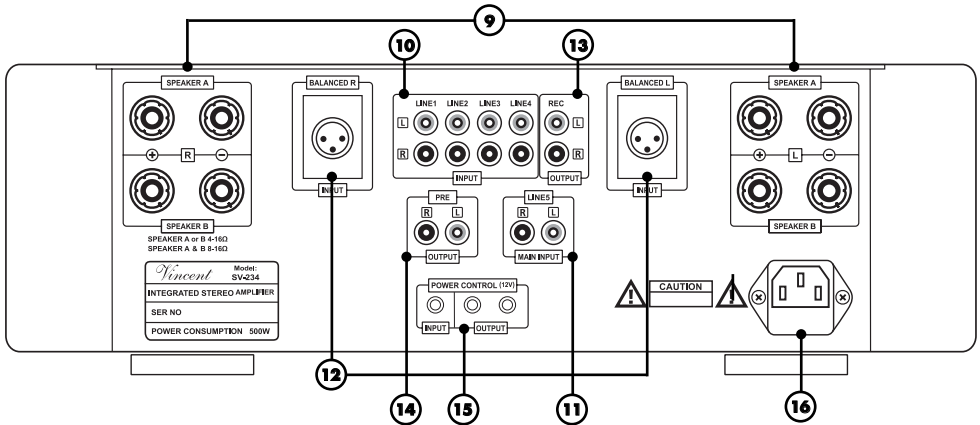 9
10
13
SPEAKER A
BALANCED R
LINE1 LINE2 LINE3 LINE4 REC
BALANCED L
SPEAKER A
L
L
R
R
+ R −
INPUT
OUTPUT
+ L −
INPUT
INPUT
PRE
LINE5
R L
R L
SPEAKER B
SPEAKER B
SPEAKER A or B 4-16Ω
SPEAKER A & B 8-16Ω
OUTPUT
MAIN INPUT
Vincent Model: SV-234
INTEGRATED STEREO AMPLIFIER
SER NO
POWER CONSUMPTION 500W
POWER CONTROL (12V)
INPUT
OUTPUT
CAUTION
12
14
15
11
16